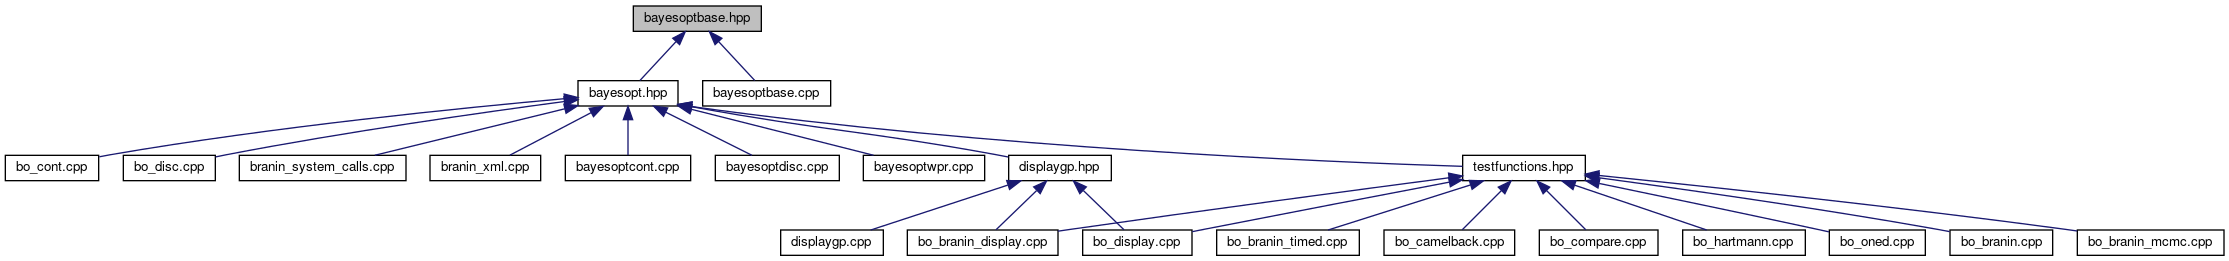 bayesoptbase.hpp
bayesopt.hpp
bayesoptbase.cpp
bo_cont.cpp
bo_disc.cpp
branin_system_calls.cpp
branin_xml.cpp
bayesoptcont.cpp
bayesoptdisc.cpp
bayesoptwpr.cpp
displaygp.hpp
testfunctions.hpp
displaygp.cpp
bo_branin_display.cpp
bo_display.cpp
bo_branin_timed.cpp
bo_camelback.cpp
bo_compare.cpp
bo_hartmann.cpp
bo_oned.cpp
bo_branin.cpp
bo_branin_mcmc.cpp